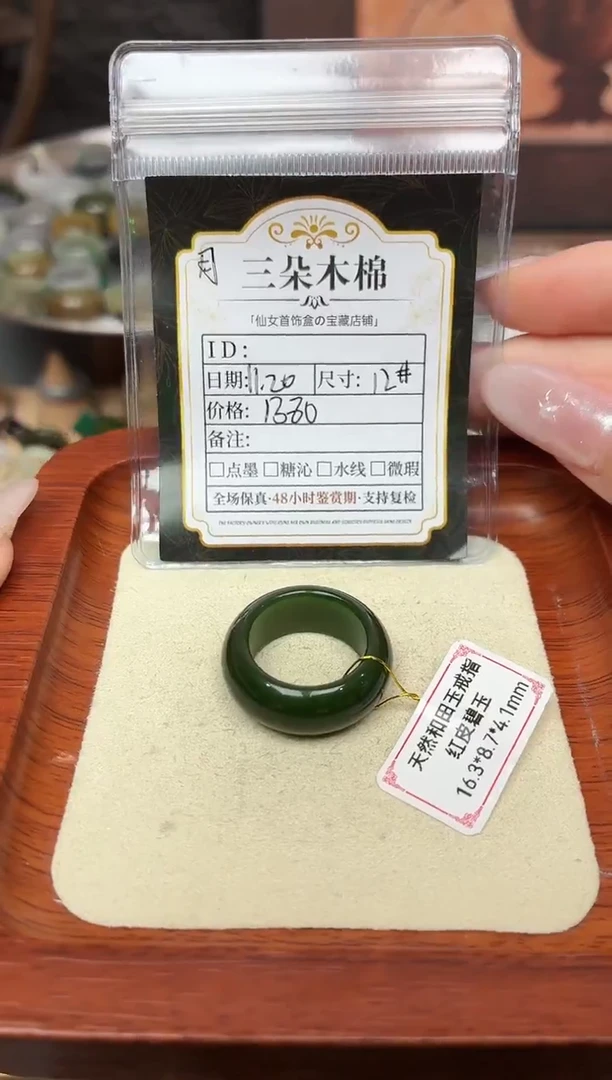 三朵木棉
「仙女首饰盒の宝藏店铺」
ID:
日期:11.20 尺寸: 12#
价格: 1380
备注:
□点墨 □糖沁 □水线 □微瑕
全场保真·48小时鉴赏期·支持复检
天然和田玉戒指
红皮碧玉
16.3*8.7*4.1mm